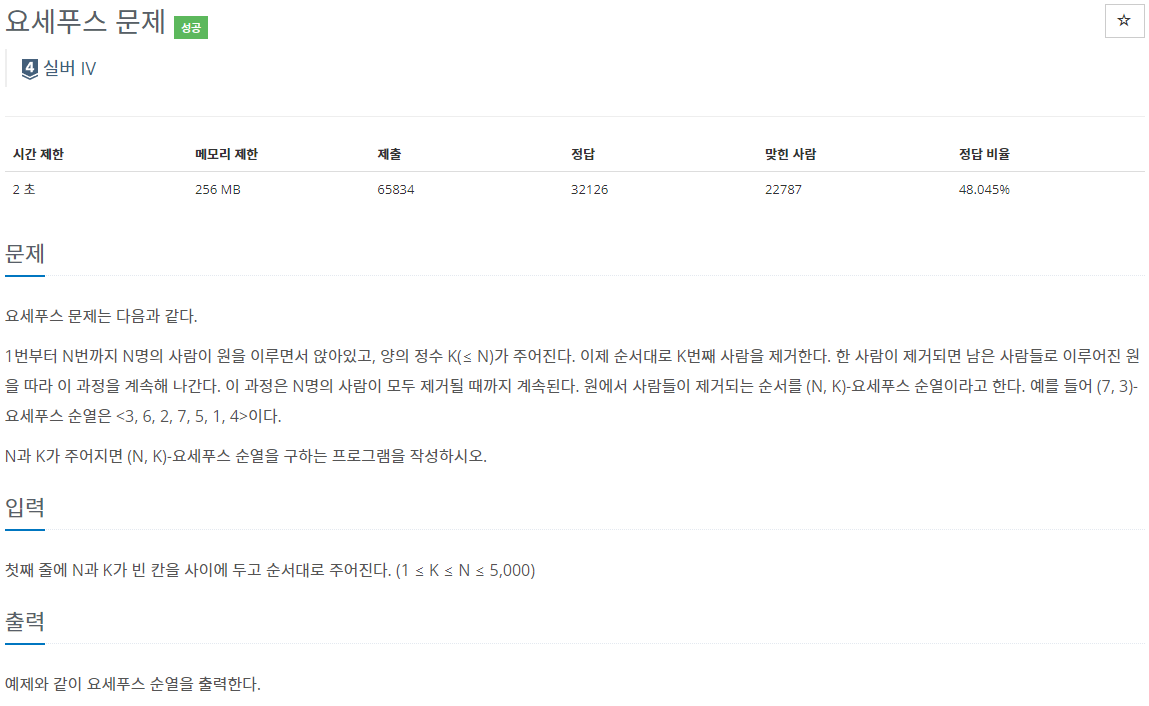 요세푸스 문제 성공
4 실버 IV
시간 제한 메모리 제한 제출 정답 맞힌 사람 정답 비율
2 초 256 MB 65834 32126 22787 48.045%
문제
요세푸스 문제는 다음과 같다.
1번부터 N번까지 N명의 사람이 원을 이루면서 앉아있고, 양의 정수 K(≤ N)가 주어진다. 이제 순서대로 K번째 사람을 제거한다. 한 사람이 제거되면 남은 사람들로 이루어진 원
을 따라 이 과정을 계속해 나간다. 이 과정은 N명의 사람이 모두 제거될 때까지 계속된다. 원에서 사람들이 제거되는 순서를 (N, K)-요세푸스 순열이라고 한다. 예를 들어 (7, 3)-
요세푸스 순열은 <3, 6, 2, 7, 5, 1, 4>이다.
N과 K가 주어지면 (N, K)-요세푸스 순열을 구하는 프로그램을 작성하시오.
입력
첫째 줄에 N과 K가 빈 칸을 사이에 두고 순서대로 주어진다. (1 ≤ K ≤ N ≤ 5,000)
출력
예제와 같이 요세푸스 순열을 출력한다.